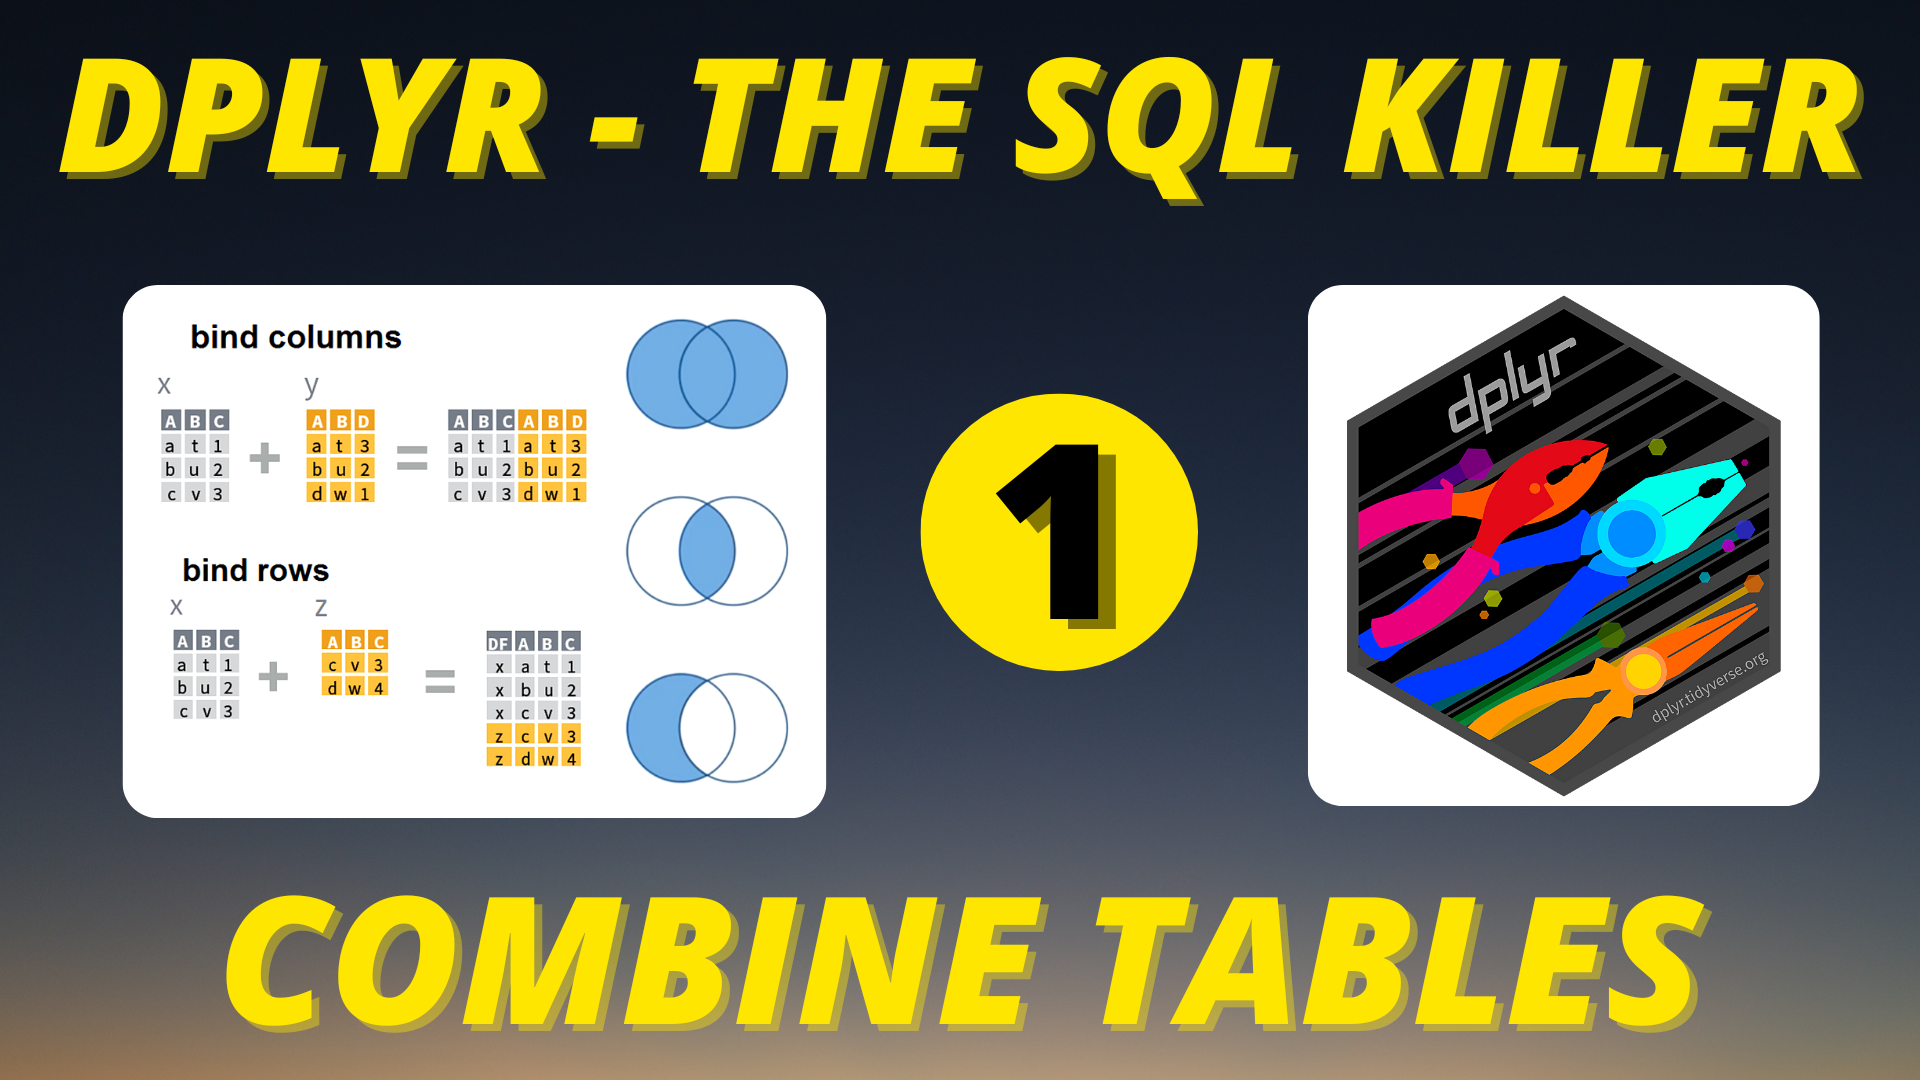 DPLYR - THE SQL KILLER
bind columns
x y
A B C A B D A B C A B D
a t 1 + a t 3 = a t 1 a t 3
b u 2 b u 2 b u 2 b u 2
c v 3 d w 1 c v 3 d w 1
bind rows
x z
A B C A B C DF A B C
a t 1 + c v 3 = x a t 1
b u 2 d w 4 x b u 2
c v 3 x c v 3
z c v 3
z d w 4
1
dplyr
dplyr.tidyverse.org
COMBINE TABLES